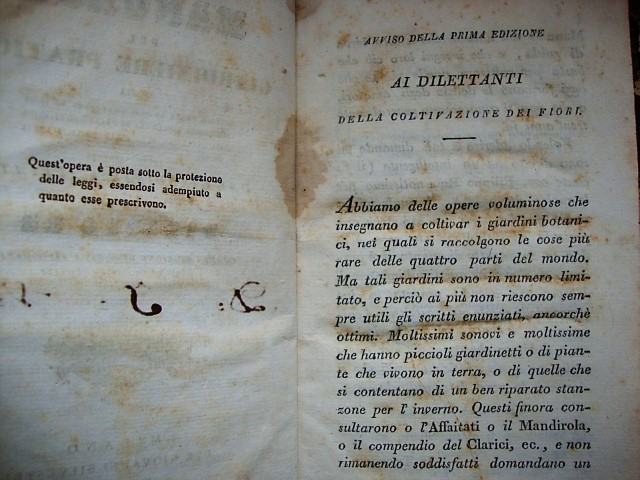 Quest'opera è posta sotto la protezione
delle leggi, essendosi adempiuto a
quanto esse prescrivono.
AVVISO DELLA PRIMA EDIZIONE
AI DILETTANTI
DELLA COLTIVAZIONE DEI FIORI.
Abbiamo delle opere voluminose che
insegnano a coltivar i giardini botani-
ci, nei quali si raccolgono le cose più
rare delle quattro parti del mondo.
Ma tali giardini sono in numero limi-
tato, e perciò ai più non riescono sem-
pre utili gli scritti enunziati, ancorchè
ottimi. Moltissimi sonovi e moltissime
che hanno piccioli giardinetti o di pian-
te che vivono in terra, o di quelle che
si contentano di un ben riparato stan-
zone per l' inverno. Questi finora con-
sultarono o l'Affaitati o il Mandirola,
o il compendio del Clarici, ec., e non
rimanendo soddisfatti domandano un